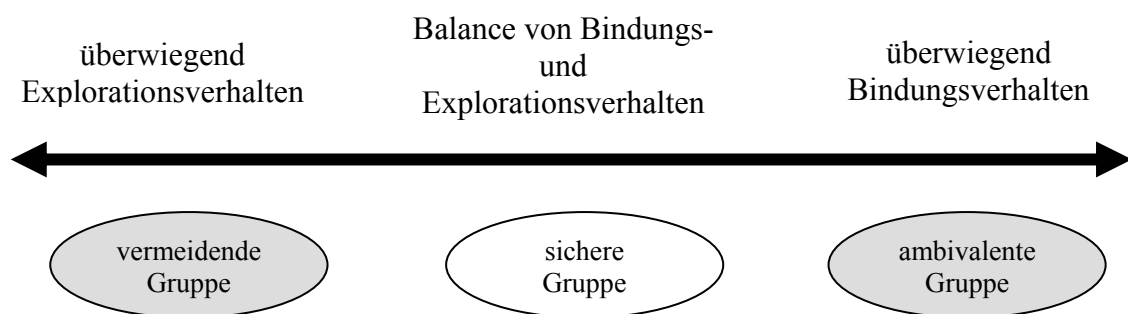 überwiegend
Explorationsverhalten
Balance von Bindungs-
und
Explorationsverhalten
überwiegend
Bindungsverhalten
vermeidende
Gruppe
sichere
Gruppe
ambivalente
Gruppe